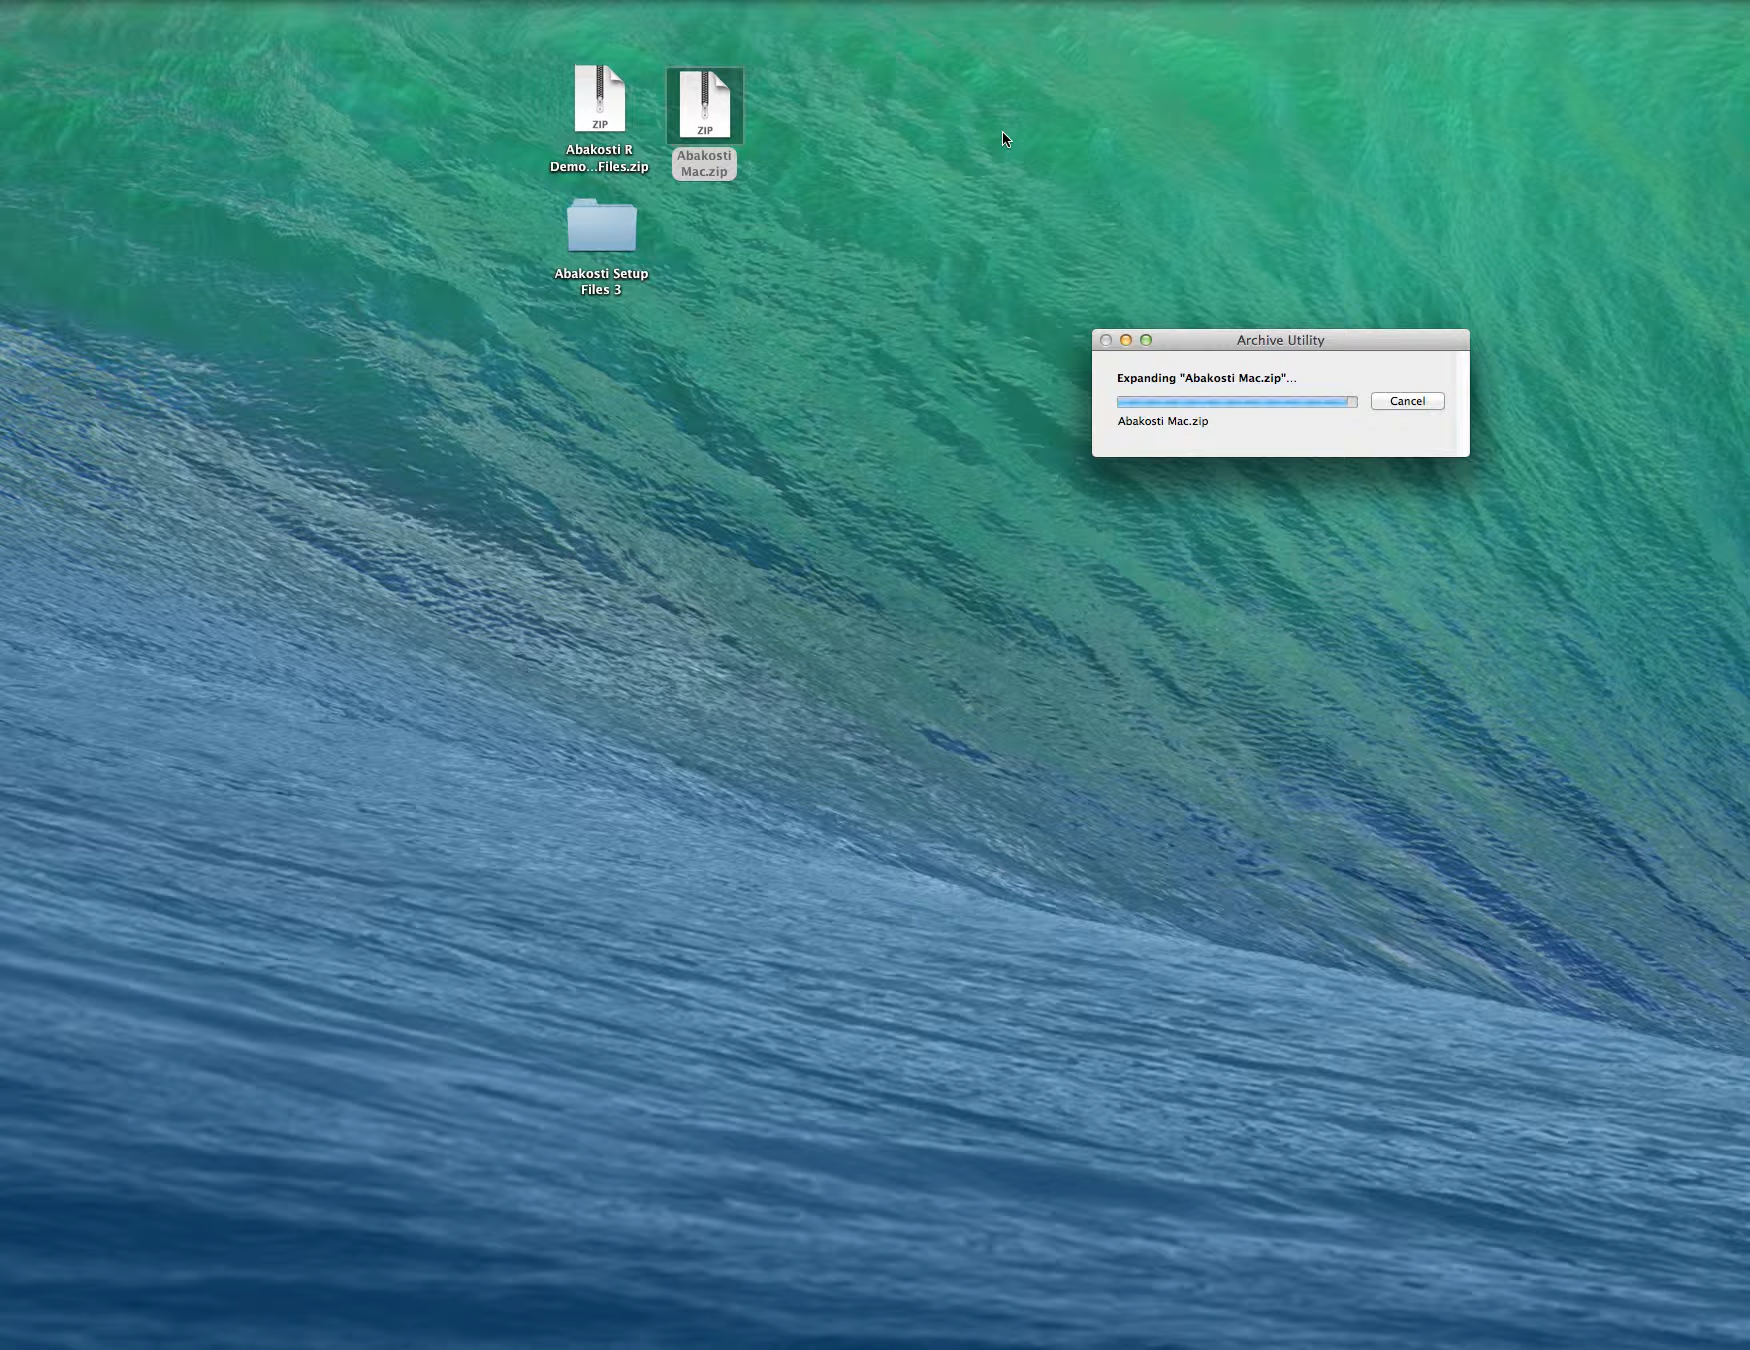 ZIP
Abakosti R
Demo...Files.zip
ZIP
Abakosti
Mac.zip
Abakosti Setup
Files 3
Archive Utility
Expanding "Abakosti Mac.zip"...
Cancel
Abakosti Mac.zip